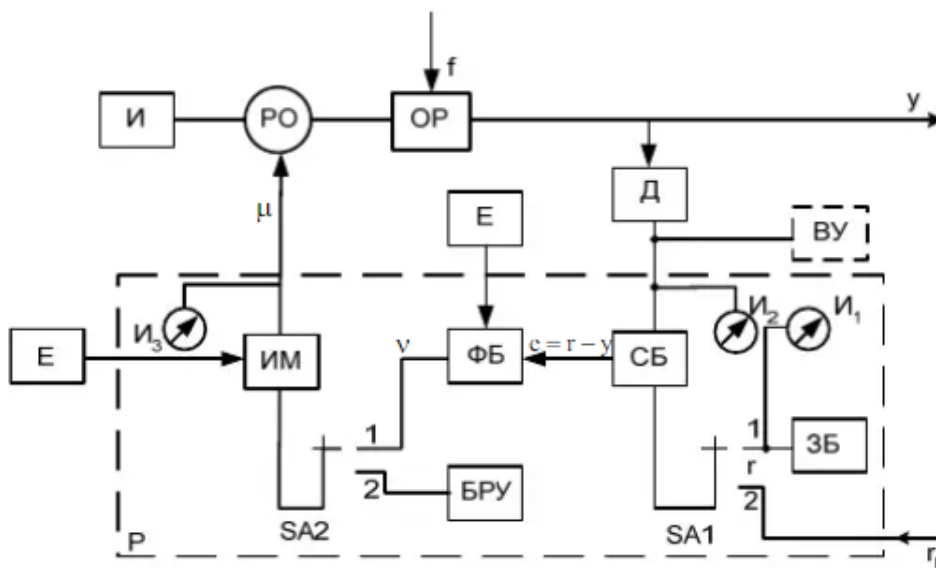 f
y
И
РО
ОР
Д
μ
Е
ВУ
И₃
И₂
И₁
Е
ИМ
ν
ФБ
e = r − y
СБ
1
1
ЗБ
2
БРУ
r
2
SA2
SA1
Р